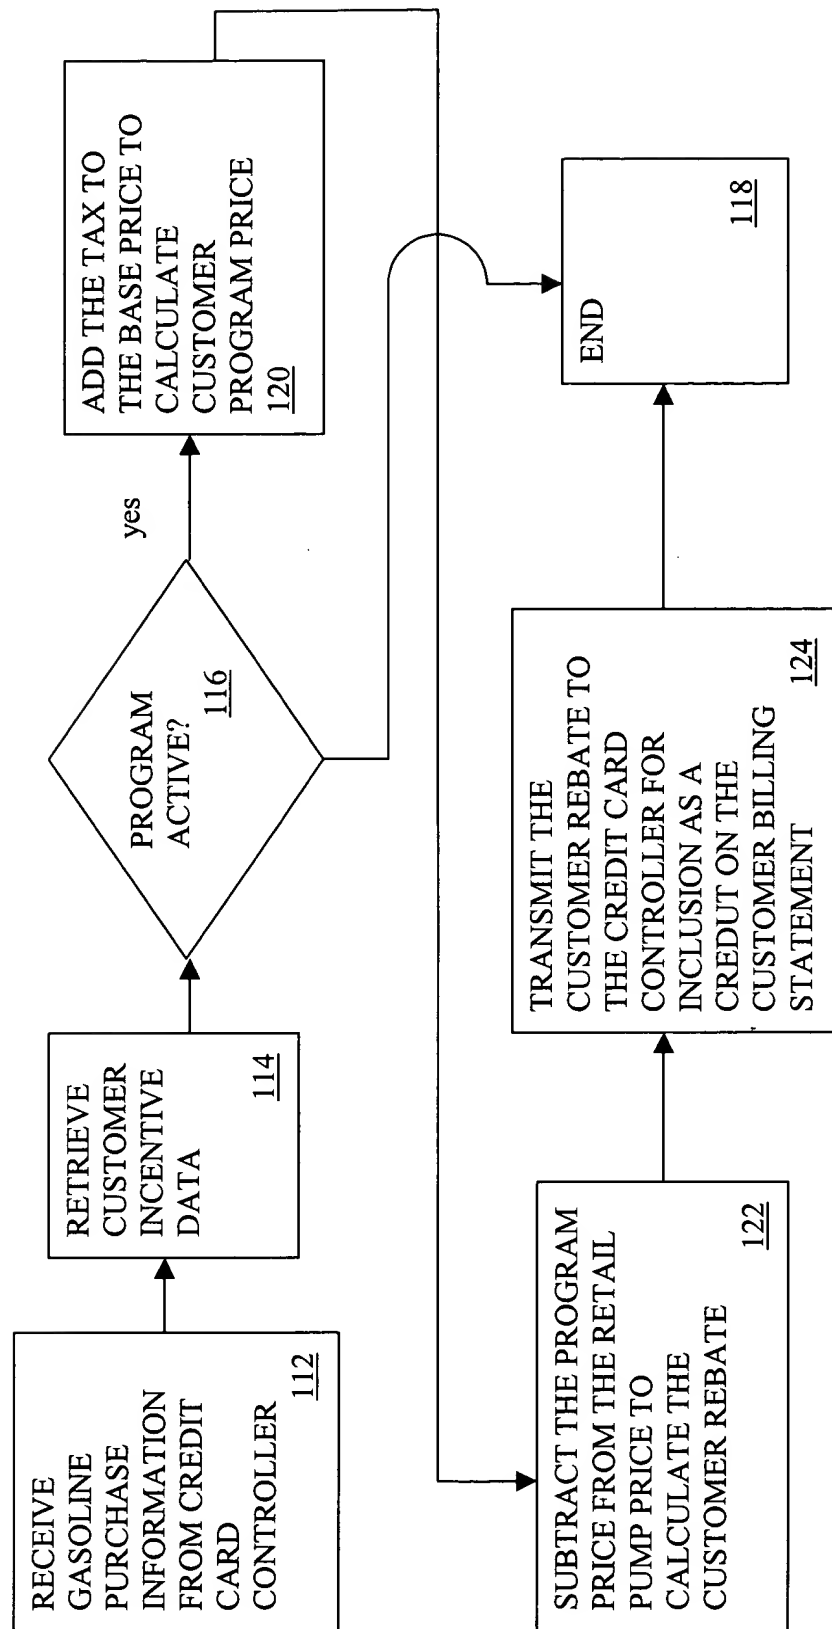 RECEIVE
GASOLINE
PURCHASE
INFORMATION
FROM CREDIT
CARD
CONTROLLER
112
RETRIEVE
CUSTOMER
INCENTIVE
DATA
114
PROGRAM
ACTIVE?
116
yes
ADD THE TAX TO
THE BASE PRICE TO
CALCULATE
CUSTOMER
PROGRAM PRICE
120
SUBTRACT THE PROGRAM
PRICE FROM THE RETAIL
PUMP PRICE TO
CALCULATE THE
CUSTOMER REBATE
122
TRANSMIT THE
CUSTOMER REBATE TO
THE CREDIT CARD
CONTROLLER FOR
INCLUSION AS A
CREDUT ON THE
CUSTOMER BILLING
STATEMENT
124
END
118